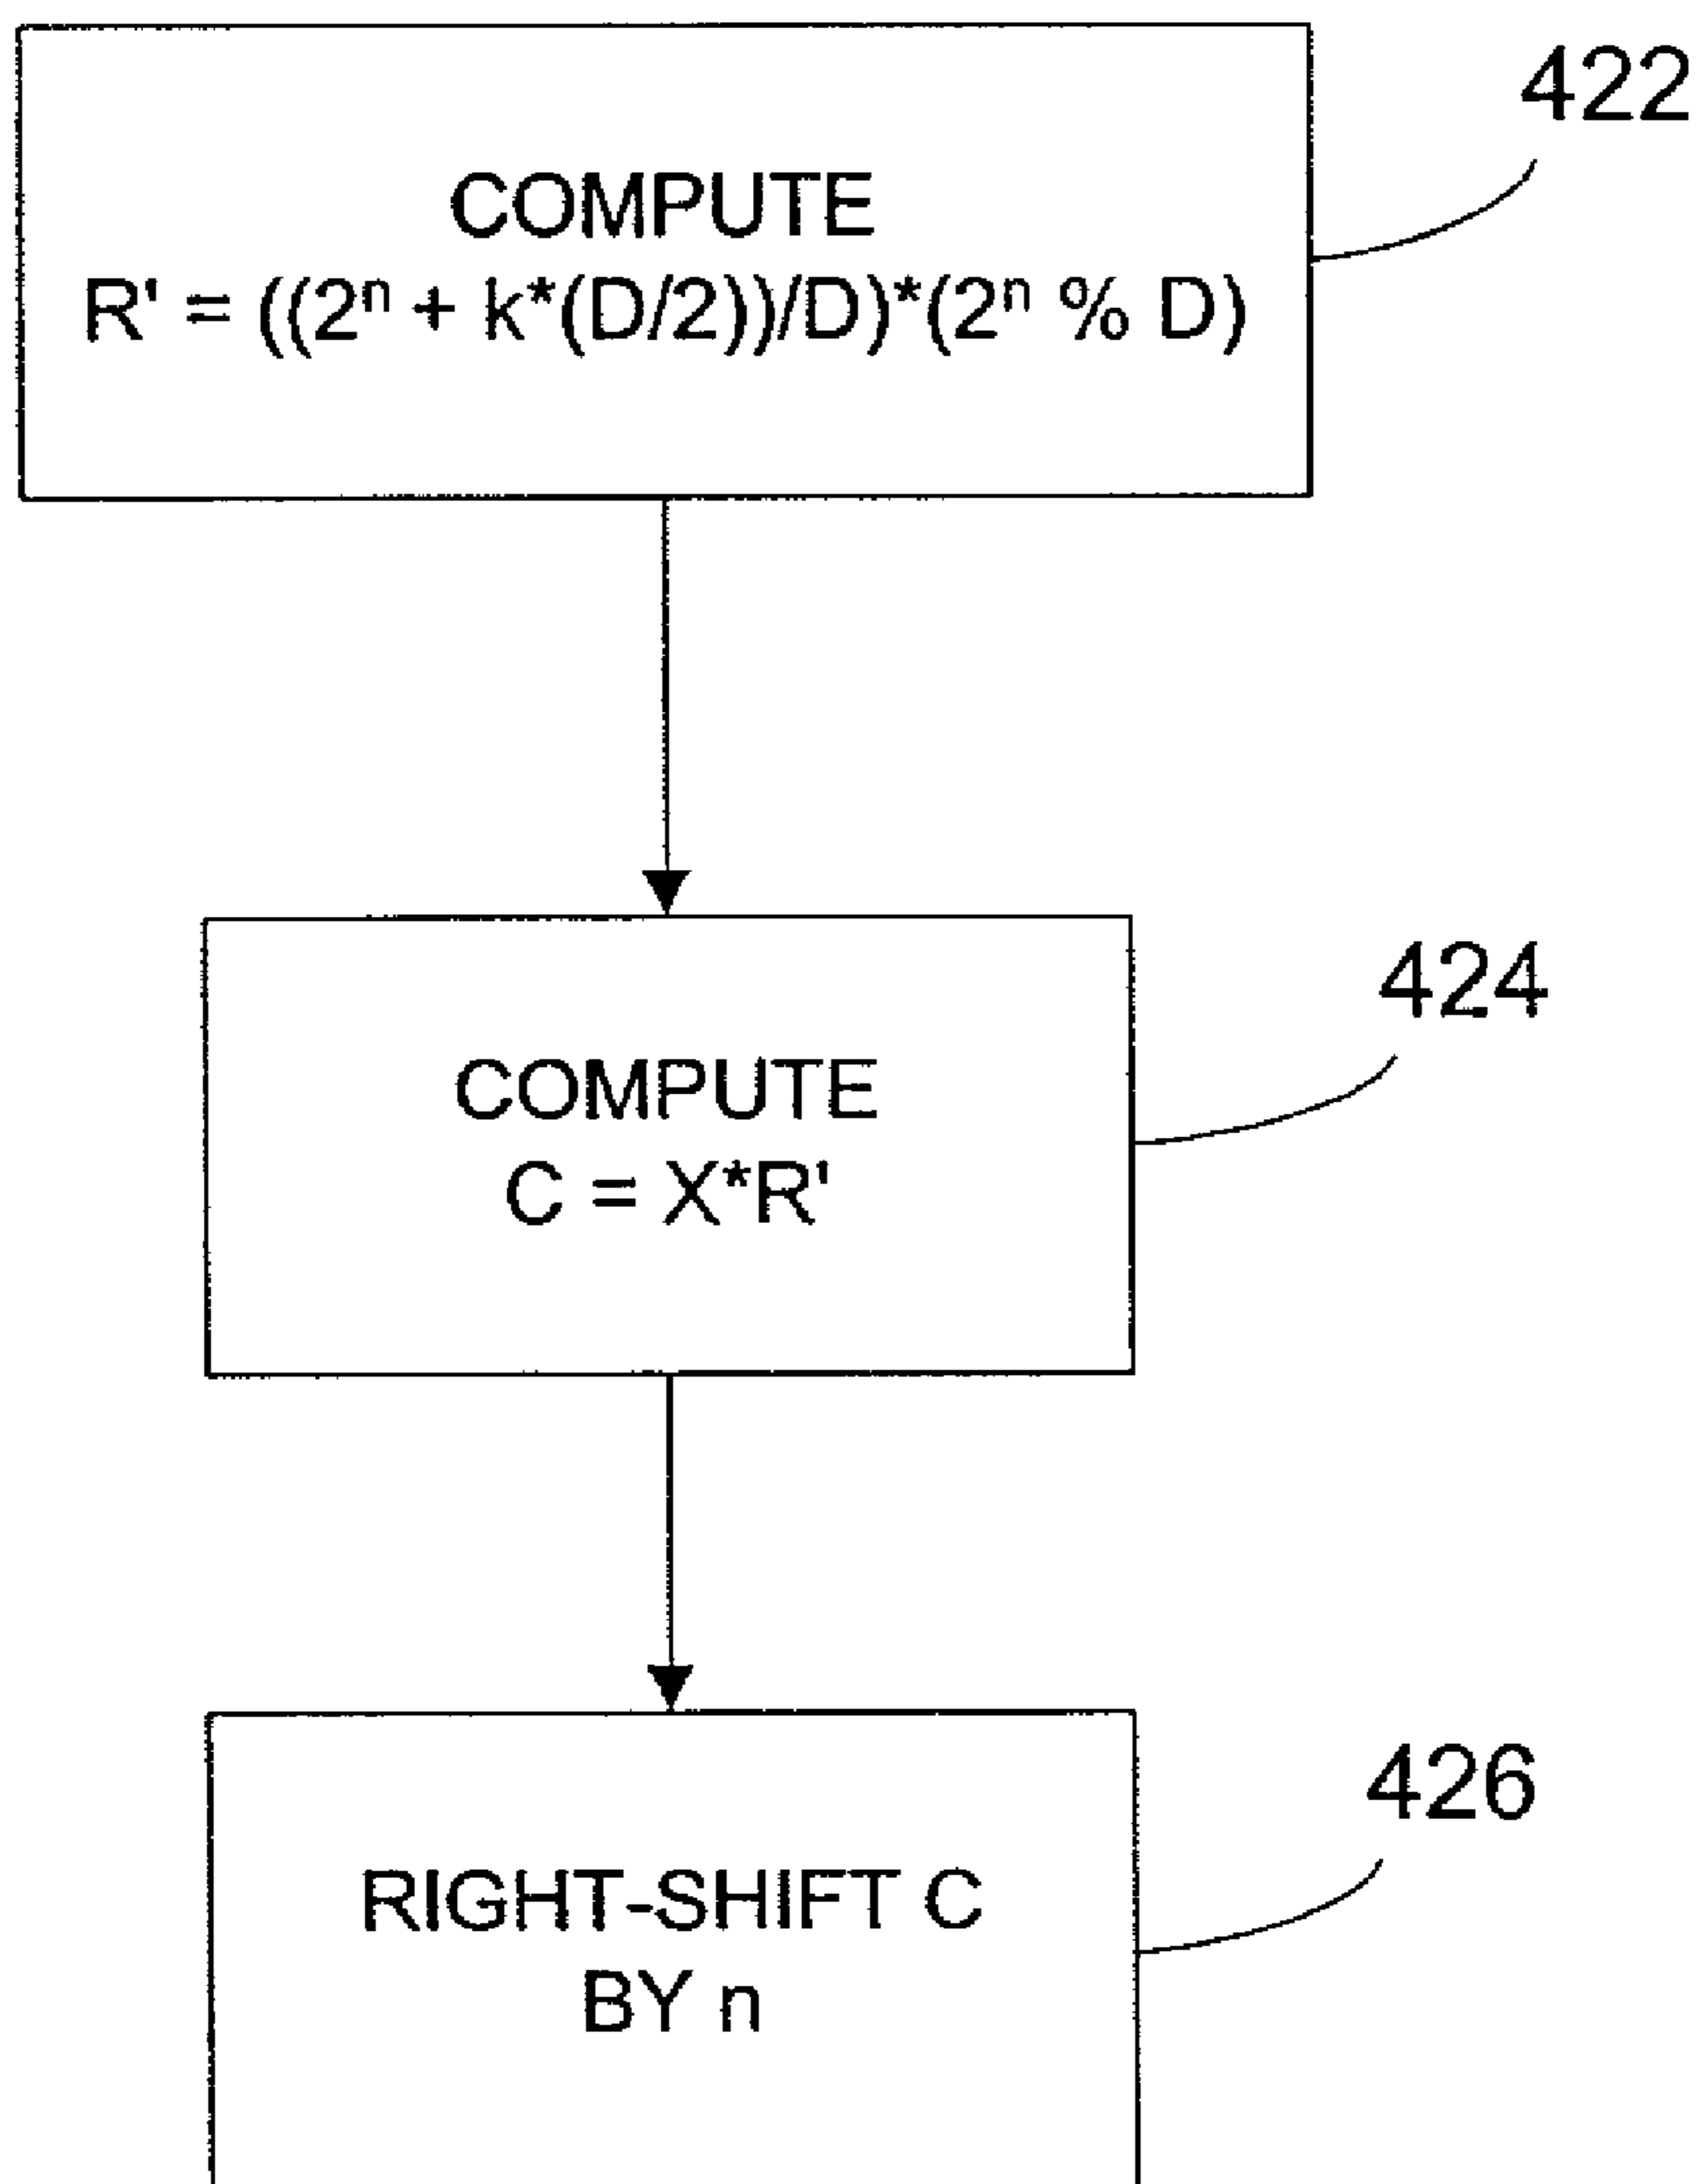 422
COMPUTE
R' = ((2ⁿ + k*(D/2))/D)*(2ⁿ % D)
424
COMPUTE
C = X*R'
426
RIGHT-SHIFT C
BY n